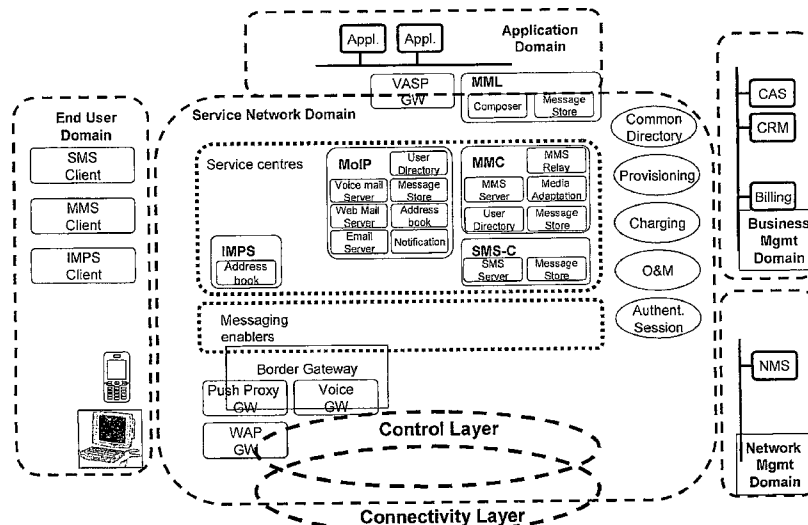 Appl.
Appl.
Application
Domain
VASP
GW
MML
Composer
Message
Store
End User
Domain
SMS
Client
MMS
Client
IMPS
Client
Service Network Domain
Service centres
MoIP
User
Directory
Voice mail
Server
Message
Store
Web Mail
Server
Address
book
Email
Server
Notification
MMC
MMS
Relay
MMS
Server
Media
Adaptation
User
Directory
Message
Store
IMPS
Address
book
SMS-C
SMS
Server
Message
Store
Messaging
enablers
Border Gateway
Push Proxy
GW
Voice
GW
WAP
GW
Control Layer
Connectivity Layer
Common
Directory
Provisioning
Charging
O&M
Authent.
Session
CAS
CRM
Billing
Business
Mgmt
Domain
NMS
Network
Mgmt
Domain